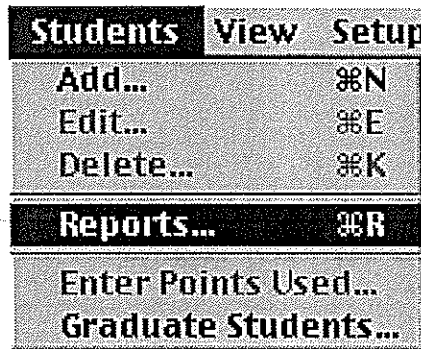 Students View Setup
Add... ⌘N
Edit... ⌘E
Delete... ⌘K
Reports... ⌘R
Enter Points Used...
Graduate Students...